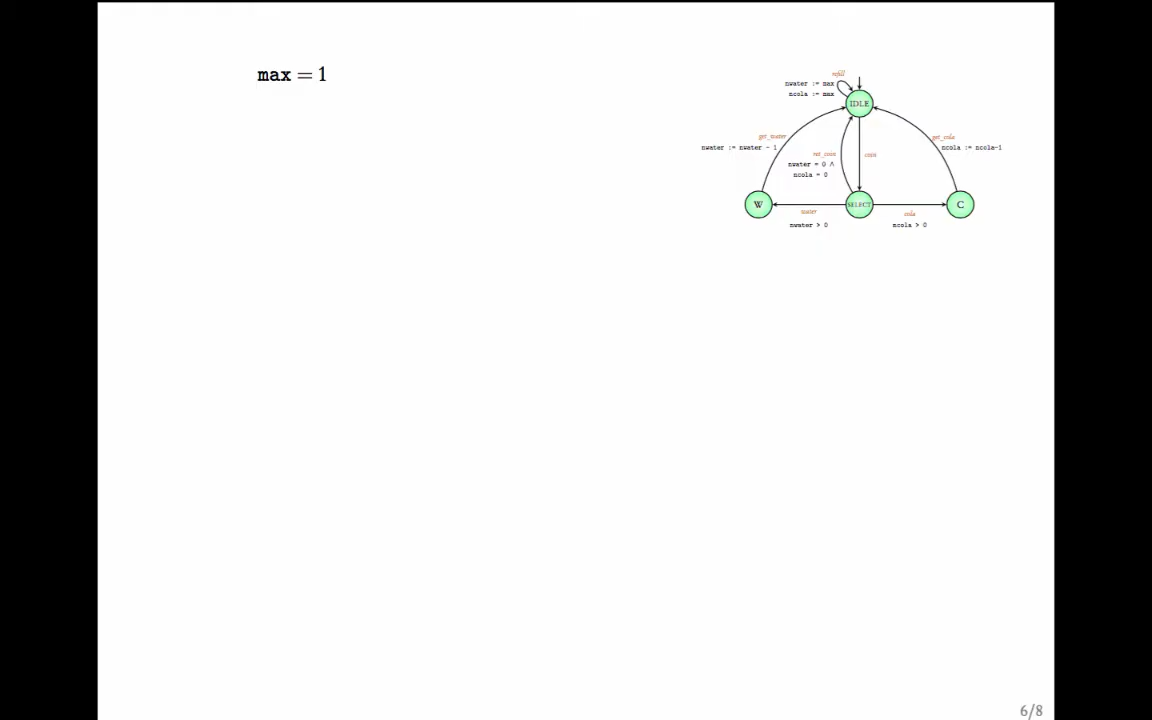 max = 1
refill
nwater := max
ncola := max
IDLE
get_water
nwater := nwater - 1
ret_coin
nwater = 0 ∧
ncola = 0
coin
get_cola
ncola := ncola-1
W
SELECT
C
water
nwater > 0
cola
ncola > 0
6/8